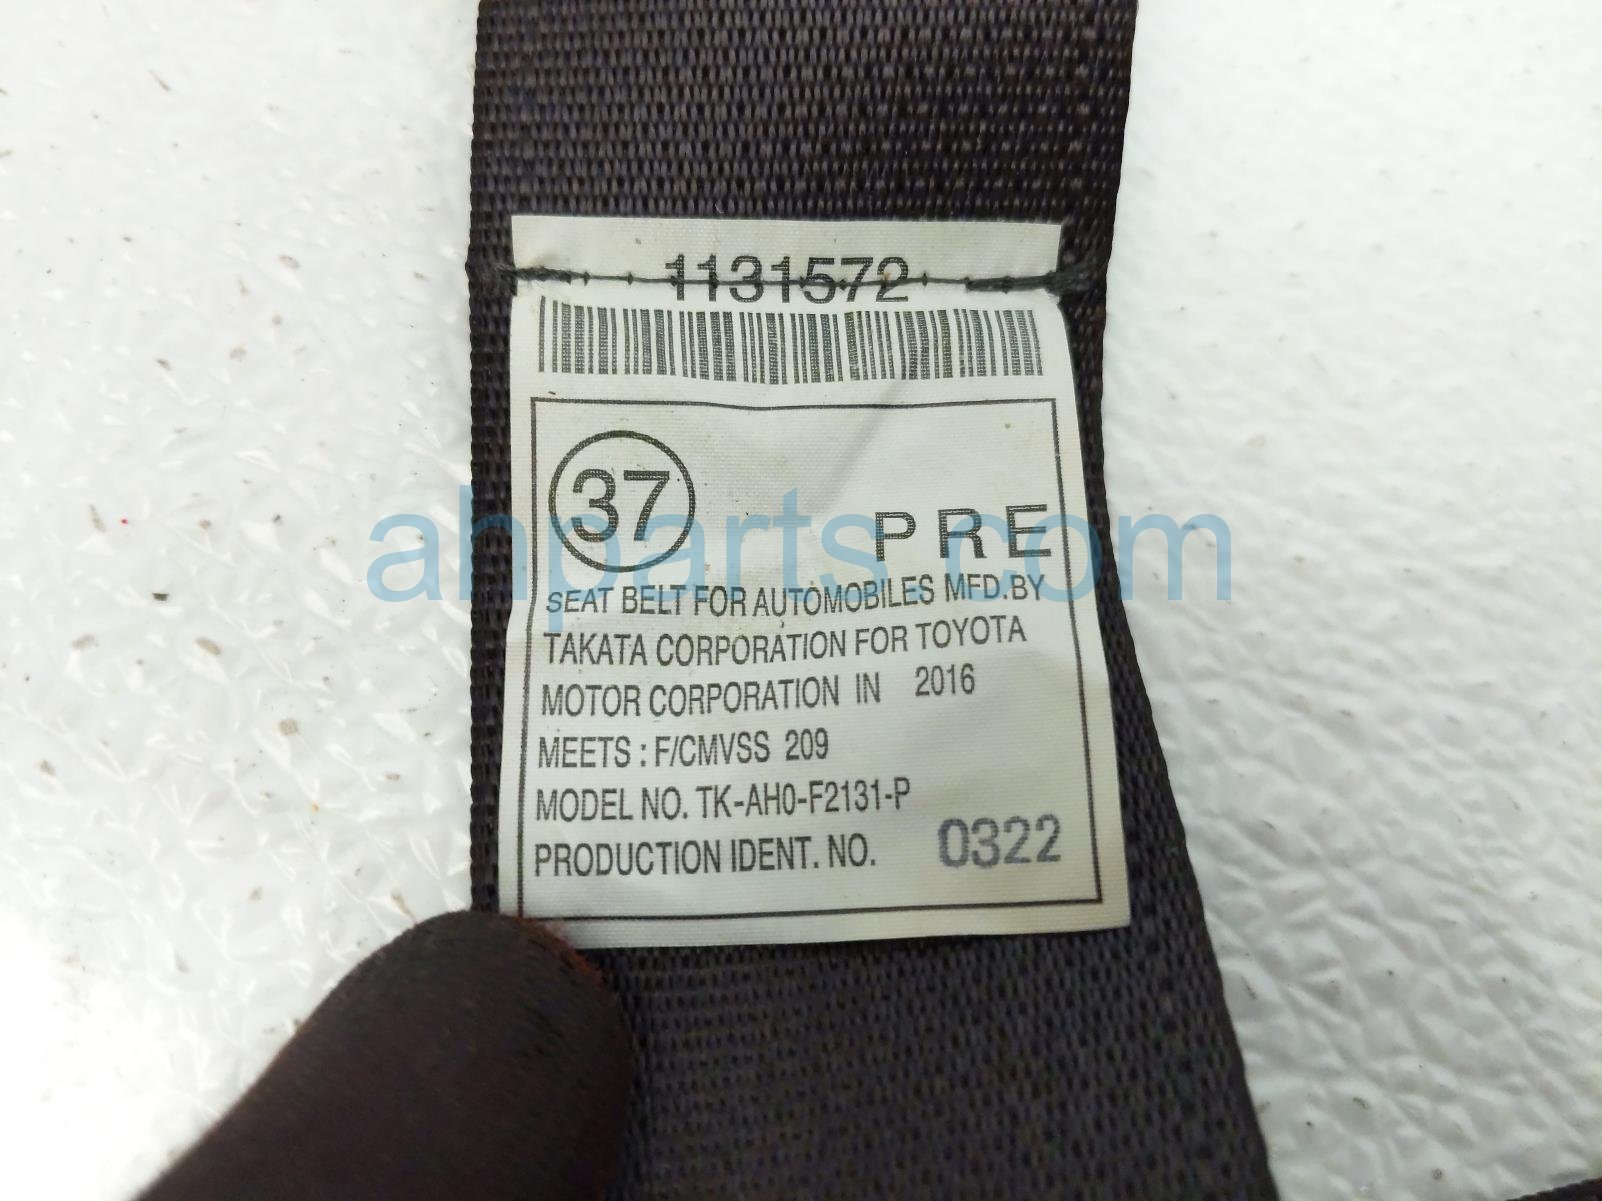 1131572
37
PRE
SEAT BELT FOR AUTOMOBILES MFD.BY
TAKATA CORPORATION FOR TOYOTA
MOTOR CORPORATION IN 2016
MEETS : F/CMVSS 209
MODEL NO. TK-AH0-F2131-P
PRODUCTION IDENT. NO. 0322
ahparts.com